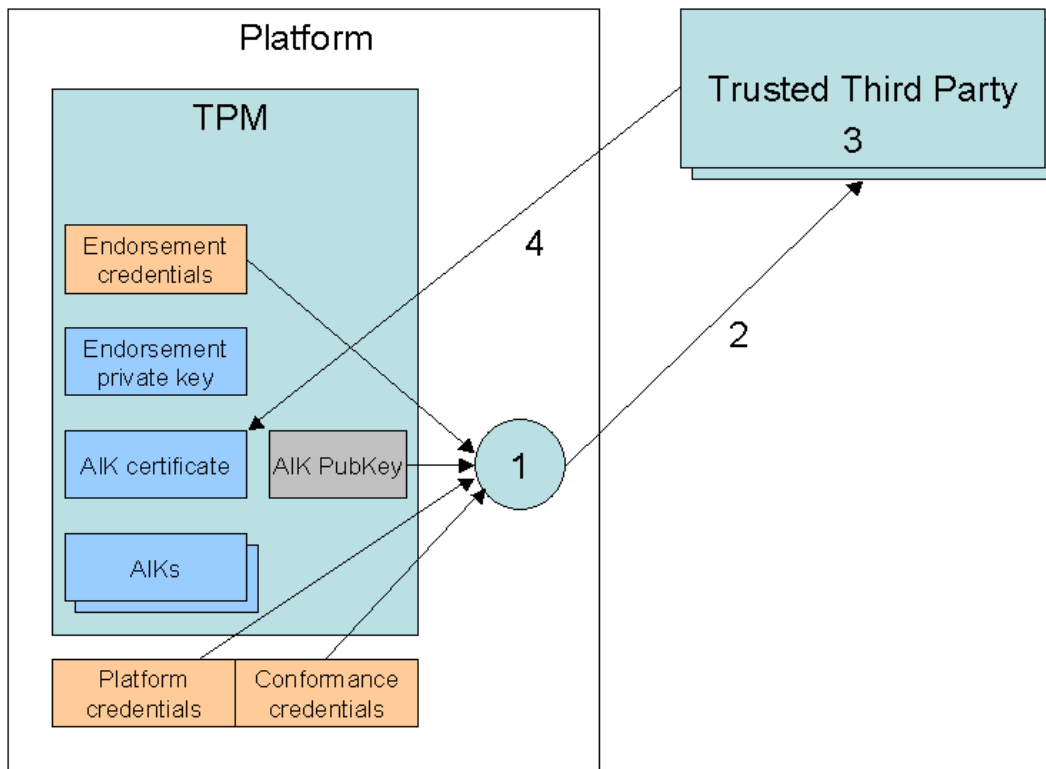 Platform
TPM
Trusted Third Party
3
Endorsement
credentials
4
Endorsement
private key
2
AIK certificate
AIK PubKey
1
AIKs
Platform
credentials
Conformance
credentials